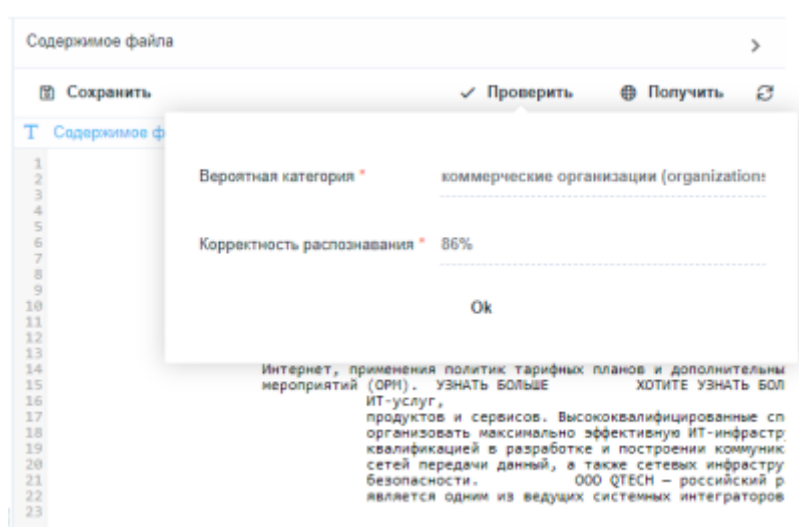 Содержимое файла
Сохранить
Проверить
Получить
Содержимое ф
Вероятная категория *
коммерческие организации (organizations
Корректность распознавания *
86%
Ok
1
2
3
4
5
6
7
8
9
10
11
12
13
14 Интернет, применения политик тарифных планов и дополнительны
15 мероприятий (ОРМ). УЗНАТЬ БОЛЬШЕ ХОТИТЕ УЗНАТЬ БОЛ
16 ИТ-услуг,
17 продуктов и сервисов. Высококвалифицированные сп
18 организовать максимально эффективную ИТ-инфрастр
19 квалификацией в разработке и построении коммуник
20 сетей передачи данный, а также сетевых инфрастру
21 безопасности. ООО QTECH — российский р
22 является одним из ведущих системных интеграторов
23